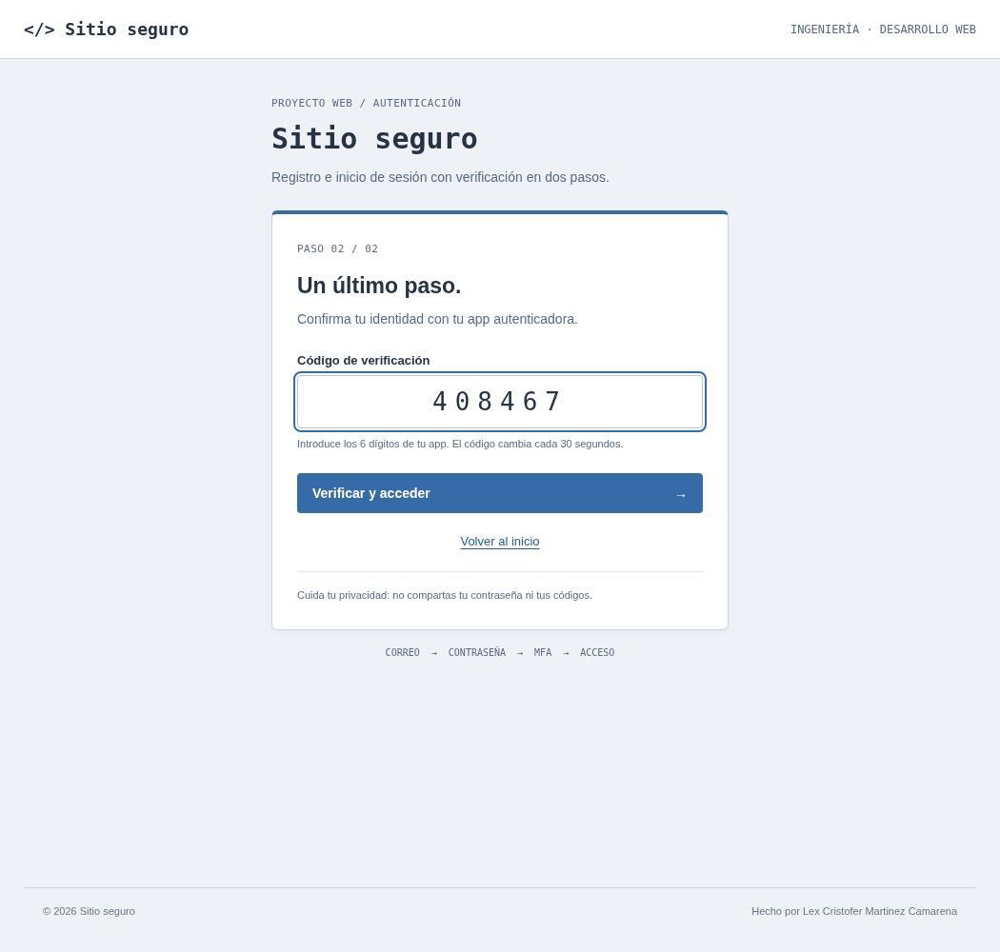 </> Sitio seguro
INGENIERÍA · DESARROLLO WEB
PROYECTO WEB / AUTENTICACIÓN
Sitio seguro
Registro e inicio de sesión con verificación en dos pasos.
PASO 02 / 02
Un último paso.
Confirma tu identidad con tu app autenticadora.
Código de verificación
408467
Introduce los 6 dígitos de tu app. El código cambia cada 30 segundos.
Verificar y acceder →
Volver al inicio
Cuida tu privacidad: no compartas tu contraseña ni tus códigos.
CORREO → CONTRASEÑA → MFA → ACCESO
© 2026 Sitio seguro
Hecho por Lex Cristofer Martinez Camarena